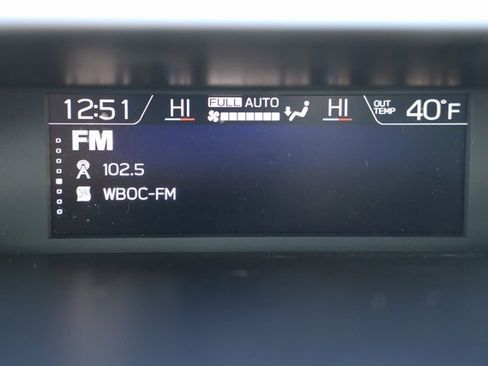 12:51 HI FULL AUTO HI OUT TEMP 40°F
FM
102.5
WBOC-FM